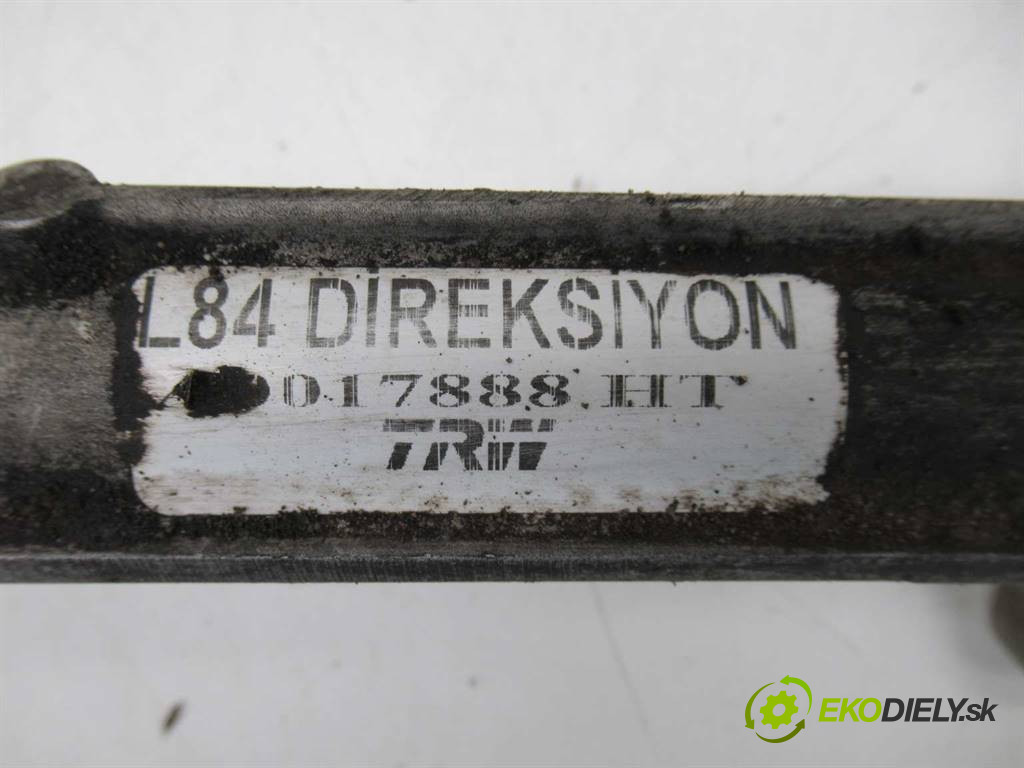 L84 DİREKSİYON
017888 HT
TRW
EKODIELY.sk